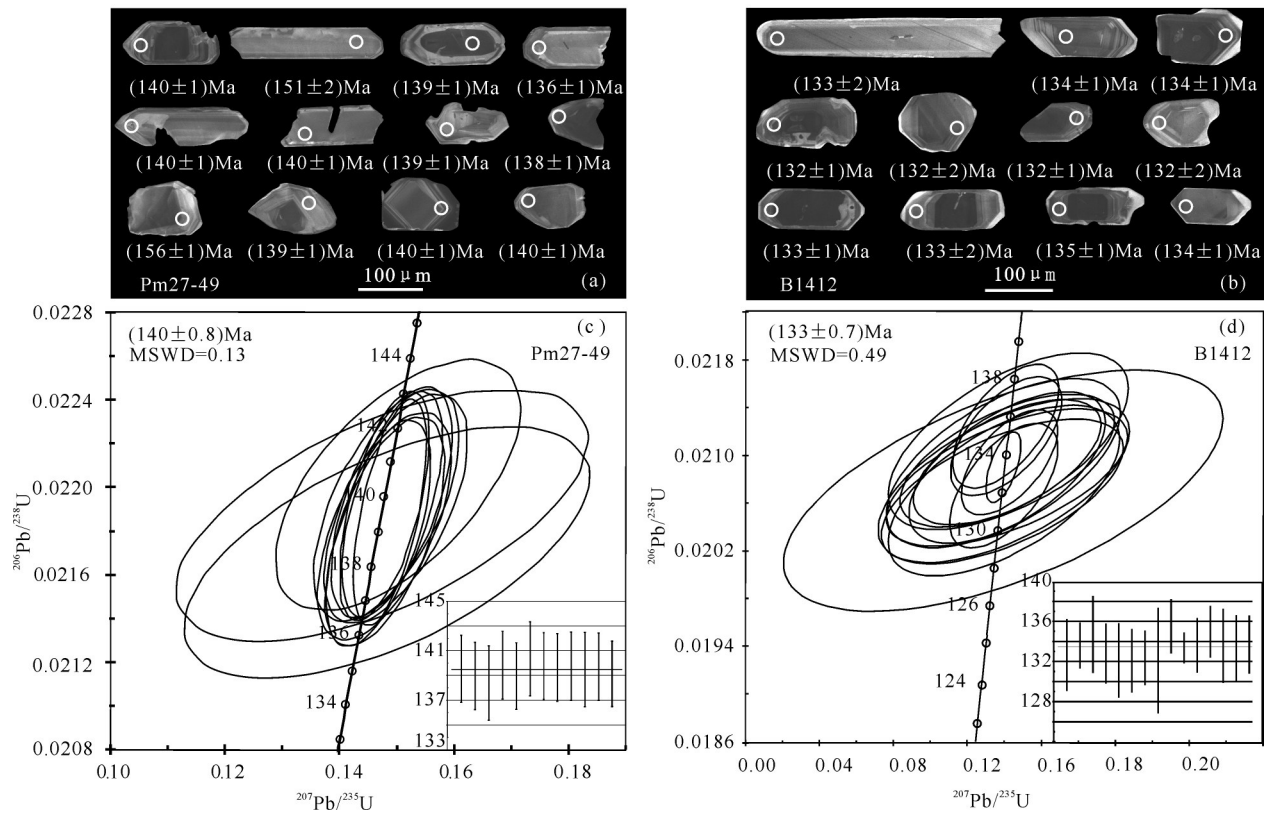 (140±1)Ma (151±2)Ma (139±1)Ma (136±1)Ma
(140±1)Ma (140±1)Ma (139±1)Ma (138±1)Ma
(156±1)Ma (139±1)Ma (140±1)Ma (140±1)Ma
Pm27-49 100 μm (a)
(133±2)Ma (134±1)Ma (134±1)Ma
(132±1)Ma (132±2)Ma (132±1)Ma (132±2)Ma
(133±1)Ma (133±2)Ma (135±1)Ma (134±1)Ma
B1412 100 μm (b)
(140±0.8)Ma (c)
MSWD=0.13 Pm27-49
0.0228
0.0224
0.0220
0.0216
0.0212
0.0208
²⁰⁶Pb/²³⁸U
144
140
138
136
134
145
141
137
133
0.10 0.12 0.14 0.16 0.18
²⁰⁷Pb/²³⁵U
(133±0.7)Ma (d)
MSWD=0.49 B1412
0.0218
0.0210
0.0202
0.0194
0.0186
²⁰⁶Pb/²³⁸U
138
134
130
126
124
140
136
132
128
0.00 0.04 0.08 0.12 0.16 0.20
²⁰⁷Pb/²³⁵U